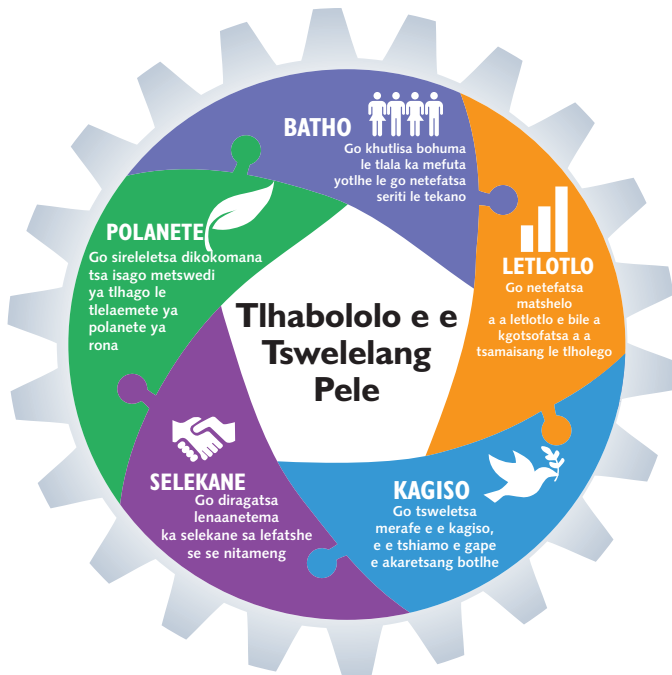 BATHO
Go khutlisa bohuma
le tlala ka mefuta
yotlhe le go netefatsa
seriti le tekano
LETLOTLO
Go netefatsa
matshelo
a a letlotlo e bile a
kgotsofatsa a a
tsamaisang le tlholego
KAGISO
Go tsweletsa
merafe e e kagiso,
e e tshiamo e gape
e akaretsang botlhe
SELEKANE
Go diragatsa
lenaanetema
ka selekane sa lefatshe
se se nitameng
POLANETE
Go sireleletsa dikokomana
tsa isago metswedi
ya tlhago le
tlelaemete ya
polanete ya
rona
Tlhabololo e e
Tswelelang
Pele